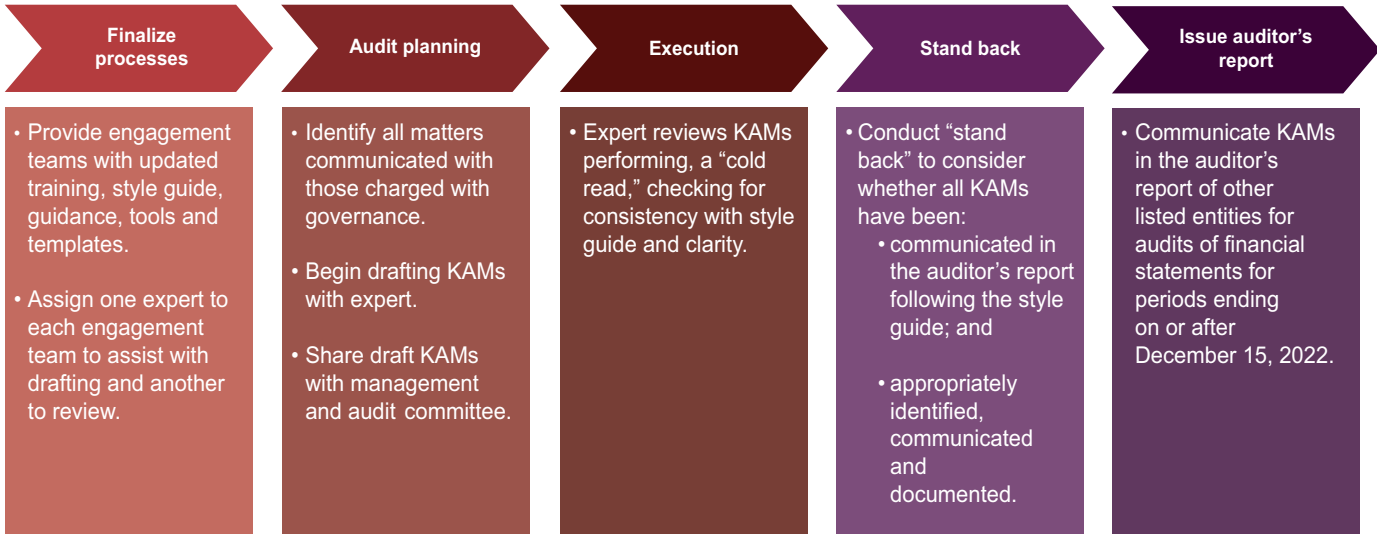 Finalize
processes
Audit planning
Execution
Stand back
Issue auditor's
report
• Provide engagement
teams with updated
training, style guide,
guidance, tools and
templates.
• Assign one expert to
each engagement
team to assist with
drafting and another
to review.
• Identify all matters
communicated with
those charged with
governance.
• Begin drafting KAMs
with expert.
• Share draft KAMs
with management
and audit committee.
• Expert reviews KAMs
performing, a “cold
read,” checking for
consistency with style
guide and clarity.
• Conduct “stand
back” to consider
whether all KAMs
have been:
• communicated in
the auditor’s report
following the style
guide; and
• appropriately
identified,
communicated
and
documented.
• Communicate KAMs
in the auditor’s
report of other
listed entities for
audits of financial
statements for
periods ending
on or after
December 15, 2022.